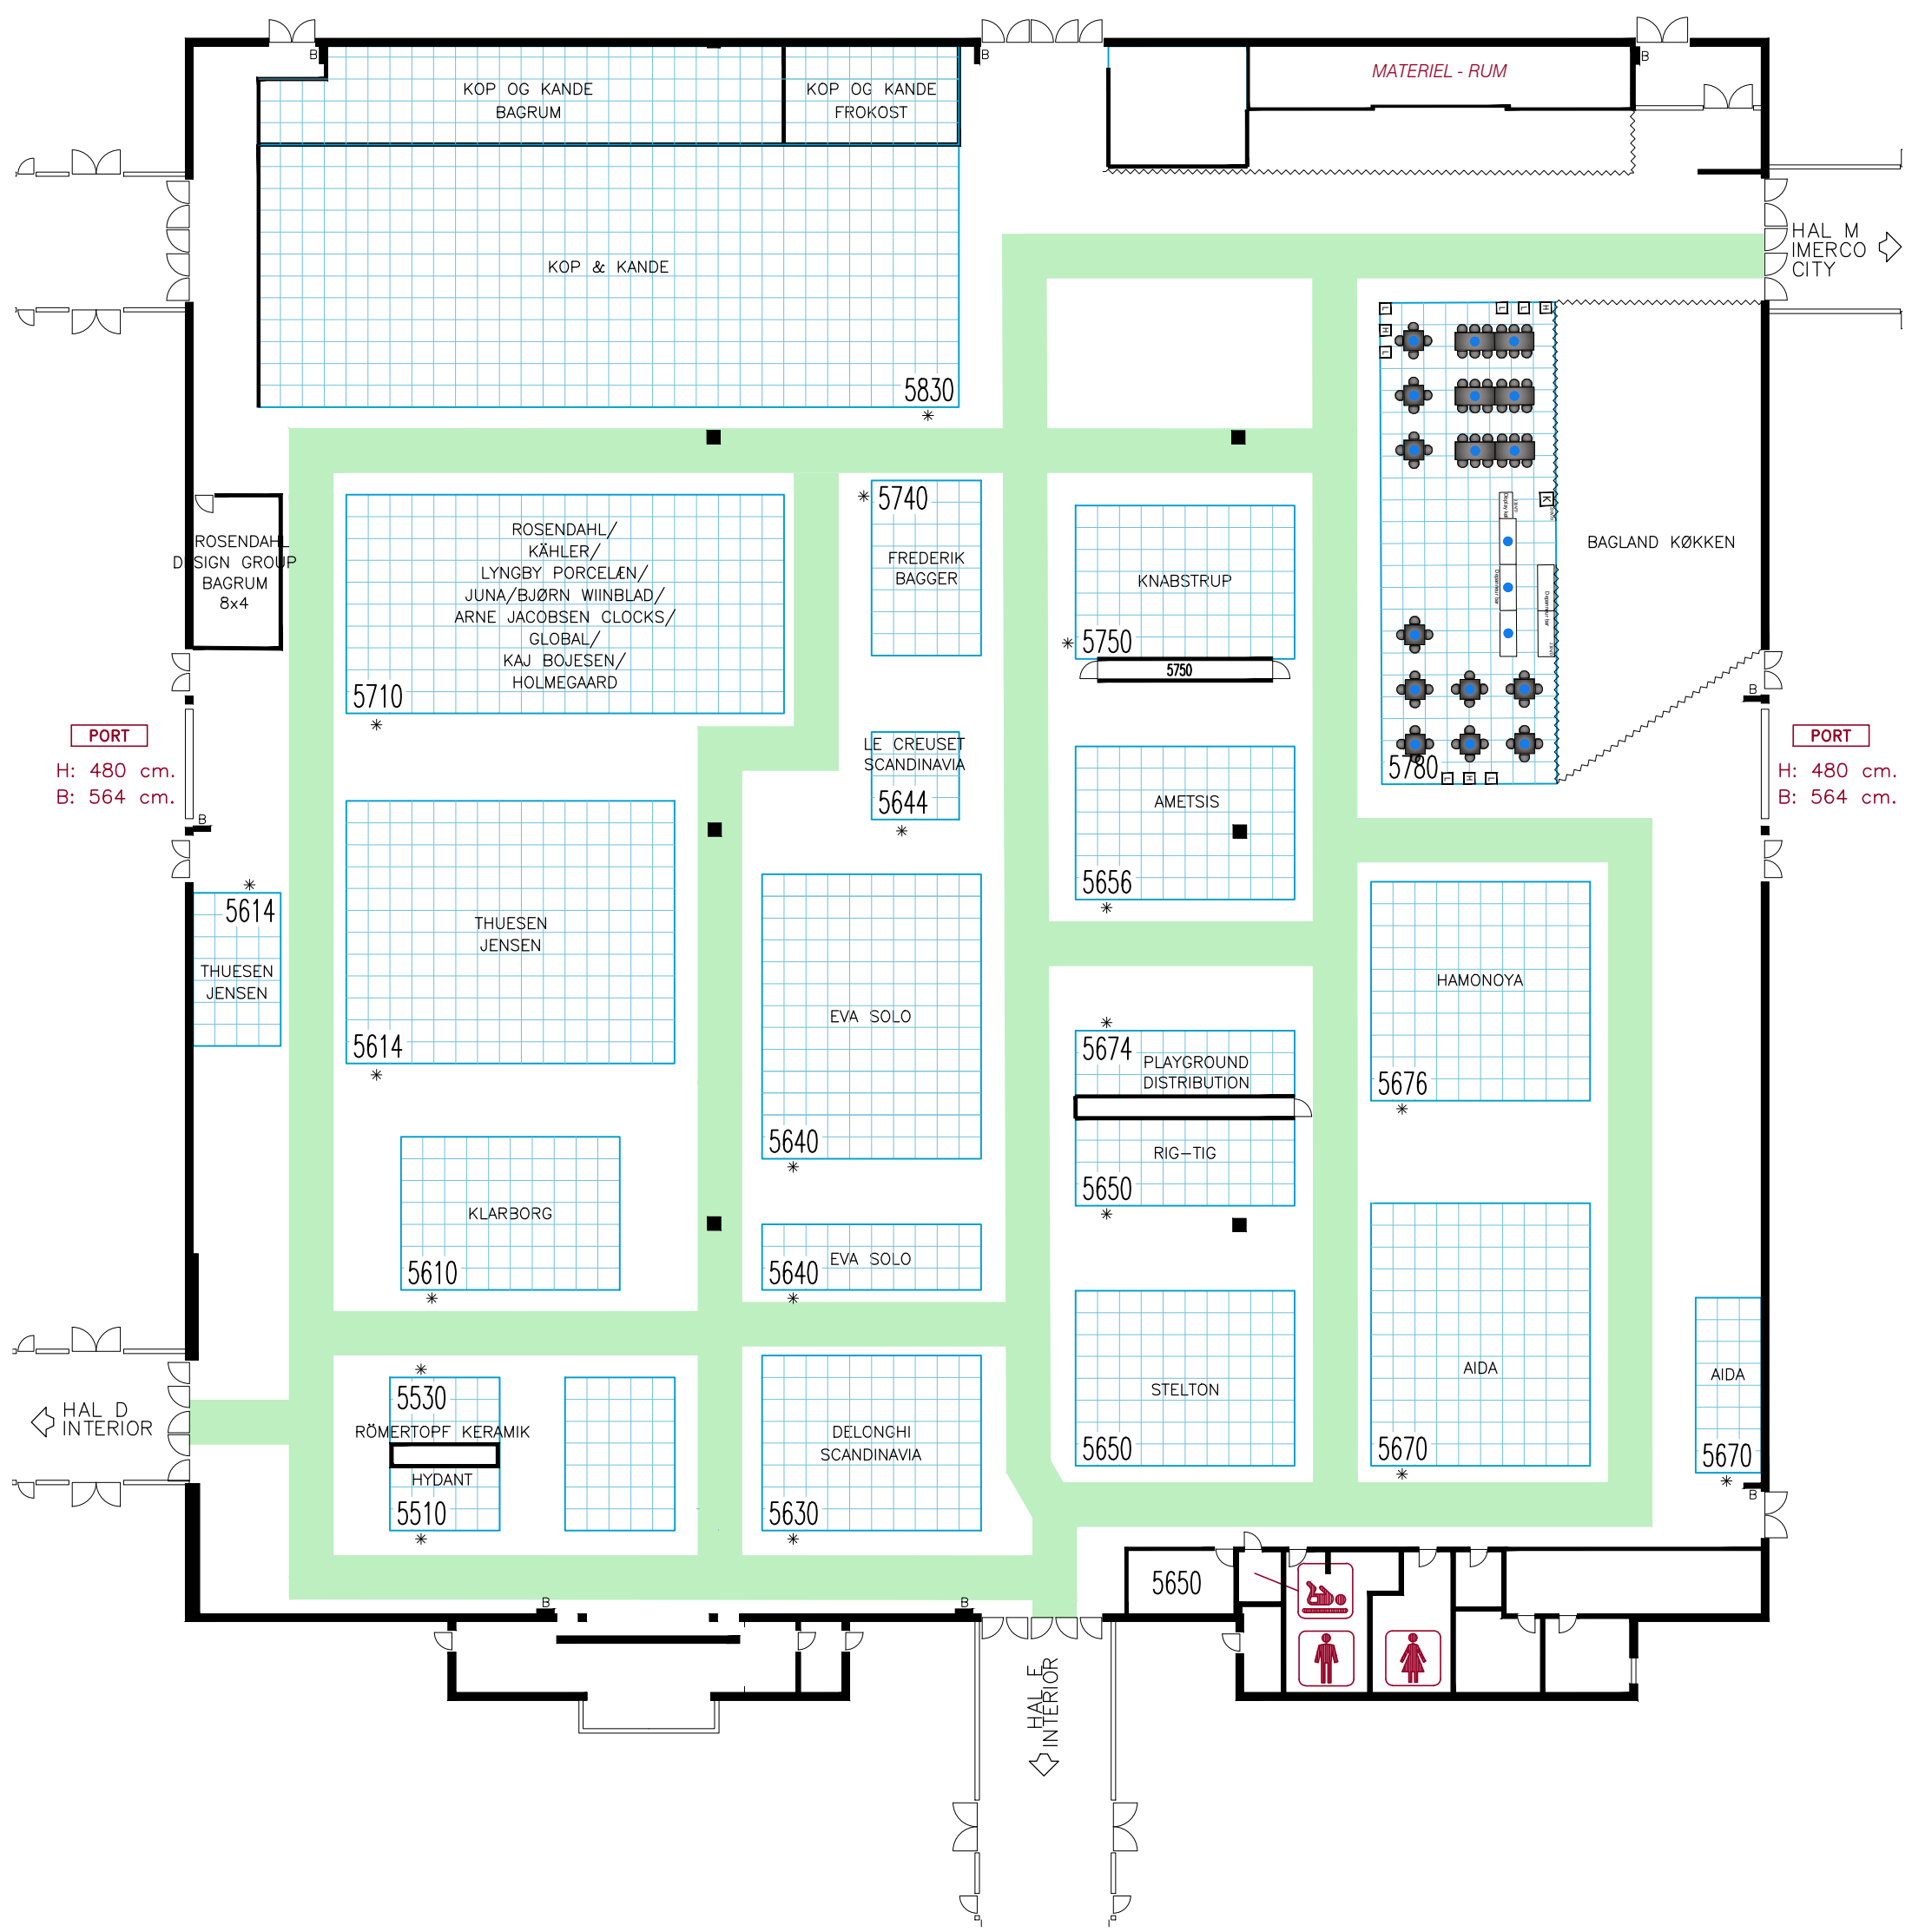 B
B
B
MATERIEL - RUM
KOP OG KANDE
BAGRUM
KOP OG KANDE
FROKOST
KOP & KANDE
5830
*
HAL M
IMERCO
CITY
L
L
L
H
H
L
ROSENDAHL
DESIGN GROUP
BAGRUM
8x4
ROSENDAHL/
KÄHLER/
LYNGBY PORCELÆN/
JUNA/BJØRN WIINBLAD/
ARNE JACOBSEN CLOCKS/
GLOBAL/
KAJ BOJESEN/
HOLMEGAARD
5710
*
* 5740
FREDERIK
BAGGER
KNABSTRUP
* 5750
5750
K
BAGLAND KØKKEN
B
PORT
H: 480 cm.
B: 564 cm.
B
LE CREUSET
SCANDINAVIA
5644
*
AMETSIS
5656
*
5780
L
H
L
PORT
H: 480 cm.
B: 564 cm.
*
5614
THUESEN
JENSEN
THUESEN
JENSEN
5614
*
EVA SOLO
5640
*
HAMONOYA
5676
*
*
5674
PLAYGROUND
DISTRIBUTION
RIG-TIG
5650
*
KLARBORG
5610
*
EVA SOLO
5640
*
STELTON
5650
AIDA
5670
*
AIDA
5670
*
B
HAL D
INTERIOR
*
5530
RÖMERTOPF KERAMIK
HYDANT
5510
*
DELONGHI
SCANDINAVIA
5630
*
B
B
5650
HAL E
INTERIOR